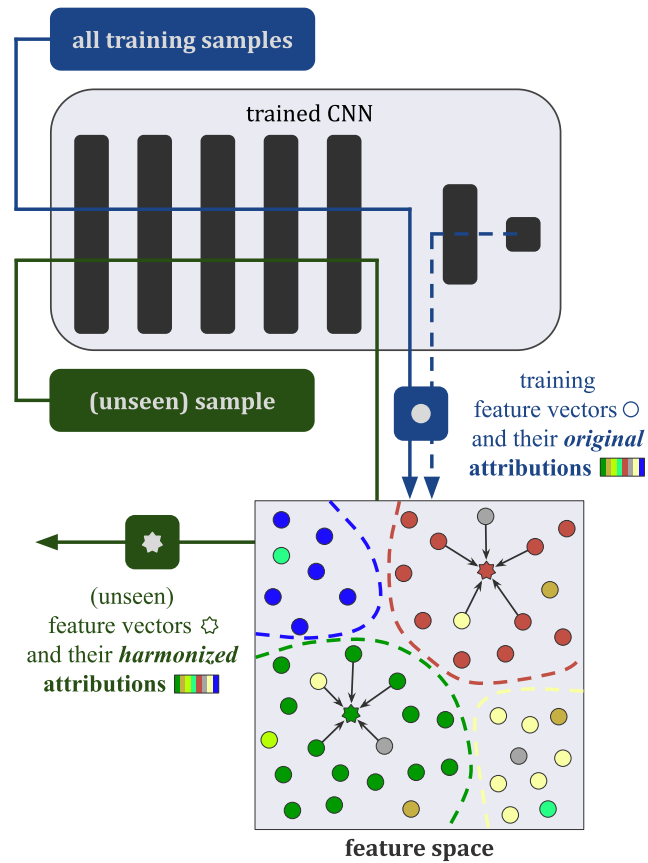 all training samples
trained CNN
(unseen) sample
training
feature vectors
and their original
attributions
(unseen)
feature vectors
and their harmonized
attributions
feature space